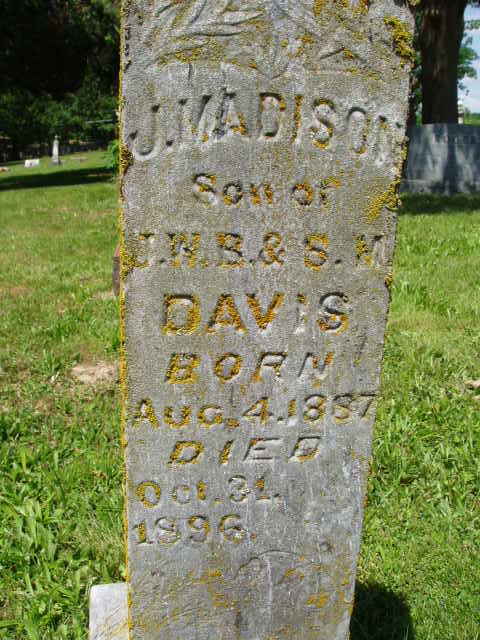 J. MADISON
Son of
J. W. B. & S. M.
DAVIS
BORN
Aug. 4. 1887
DIED
Oct. 31.
1896.